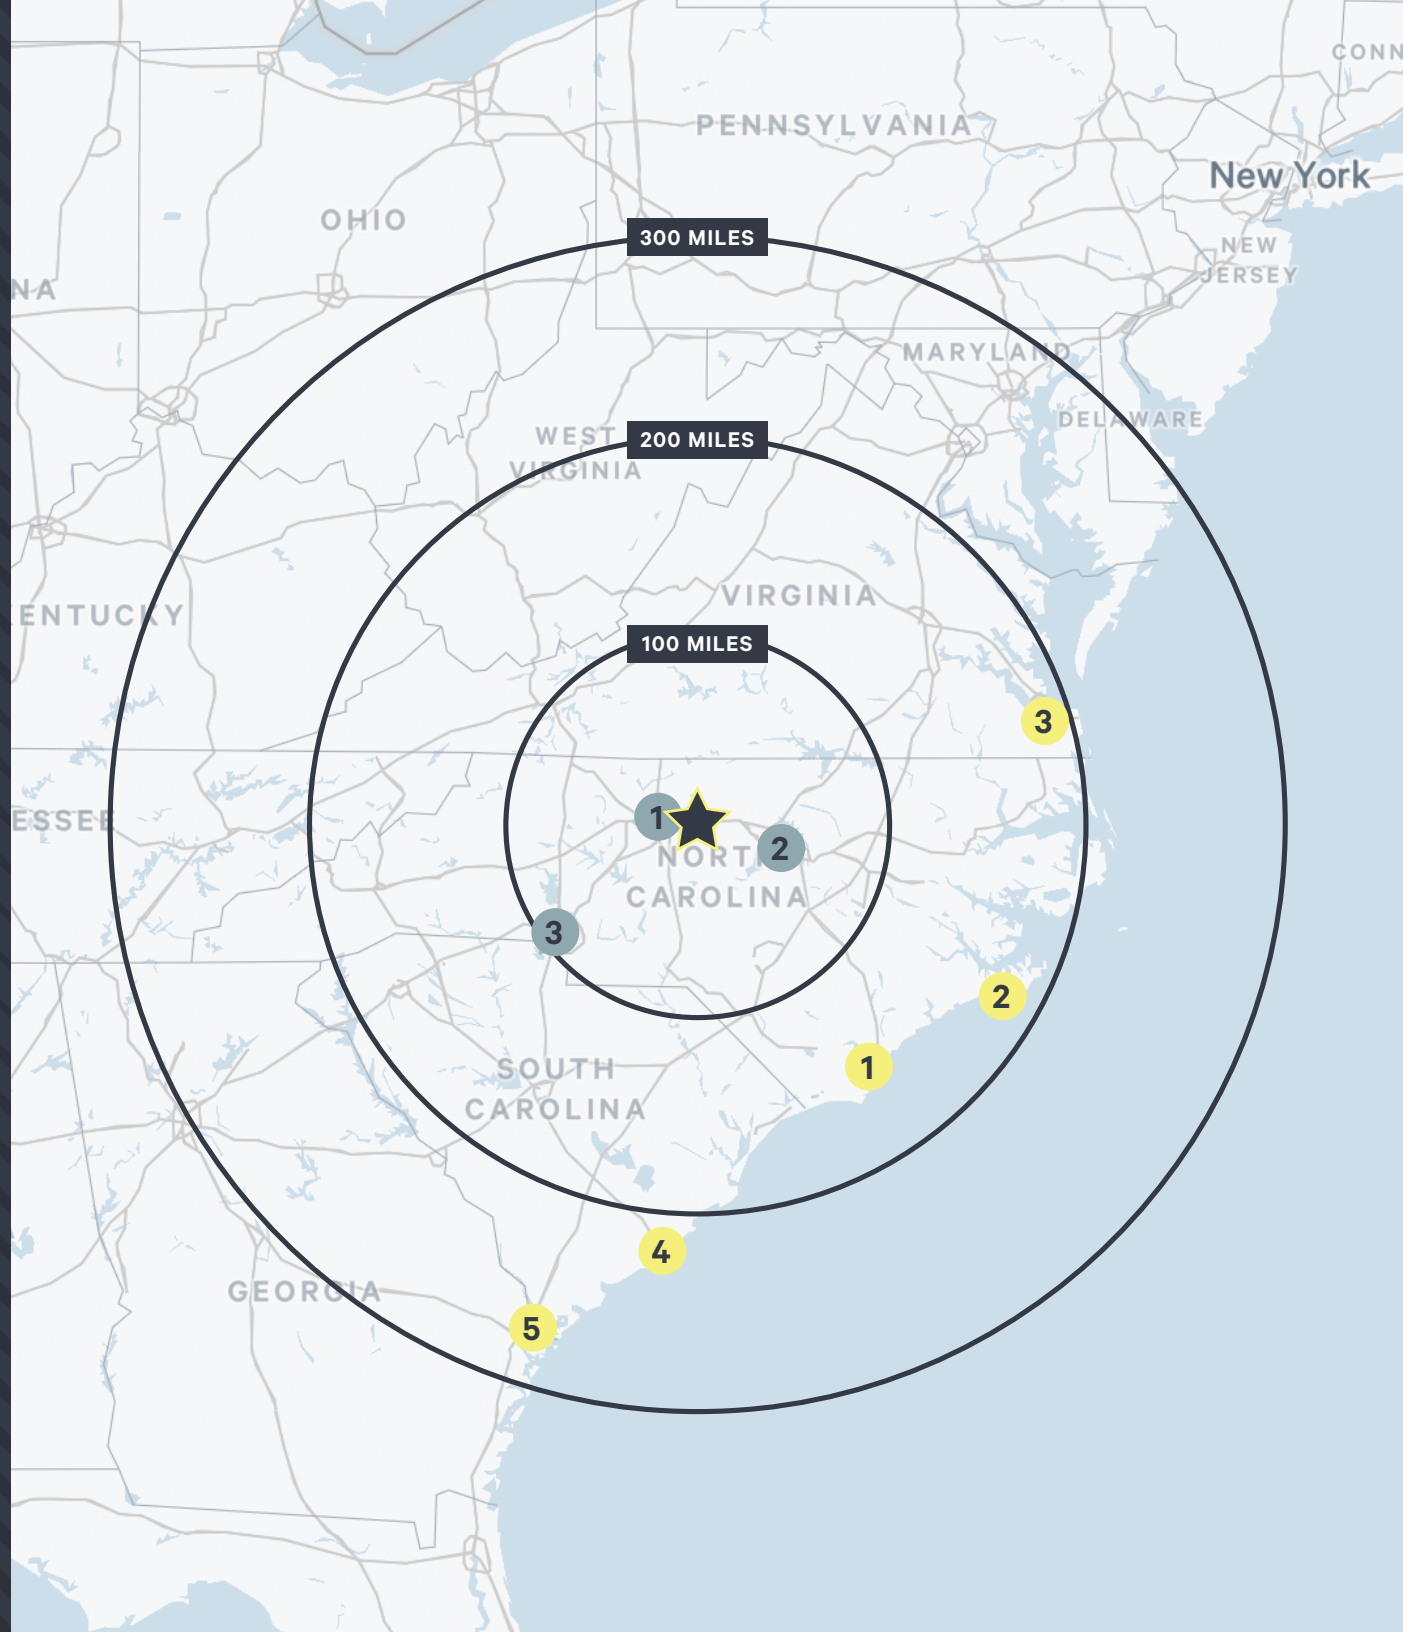 CONN
PENNSYLVANIA
New York
OHIO
300 MILES
NEW
JERSEY
NA
MARYLAND
DELAWARE
WEST
VIRGINIA
200 MILES
VIRGINIA
ENTUCKY
100 MILES
3
ESSEE
1
2
NORTH
CAROLINA
3
2
1
SOUTH
CAROLINA
4
GEORGIA
5